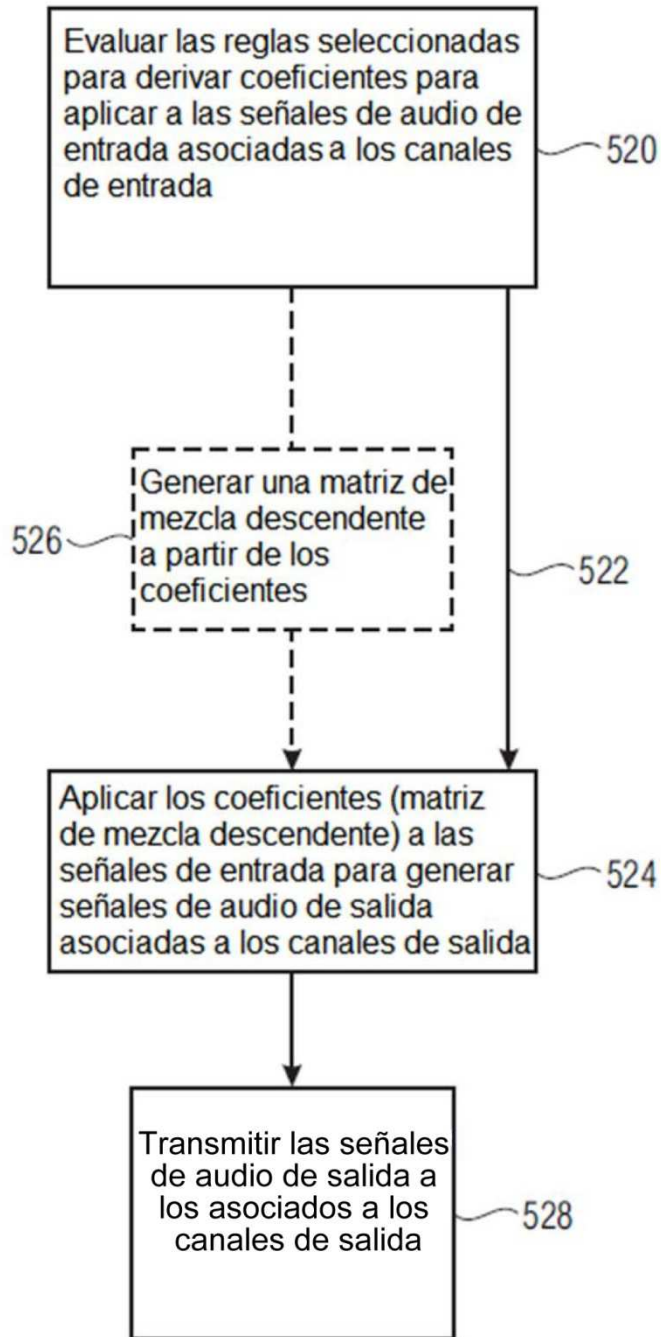 Evaluar las reglas seleccionadas
para derivar coeficientes para
aplicar a las señales de audio de
entrada asociadas a los canales
de entrada
520
Generar una matriz de
mezcla descendente
a partir de los
coeficientes
526
522
Aplicar los coeficientes (matriz
de mezcla descendente) a las
señales de entrada para generar
señales de audio de salida
asociadas a los canales de salida
524
Transmitir las señales
de audio de salida a
los asociados a los
canales de salida
528